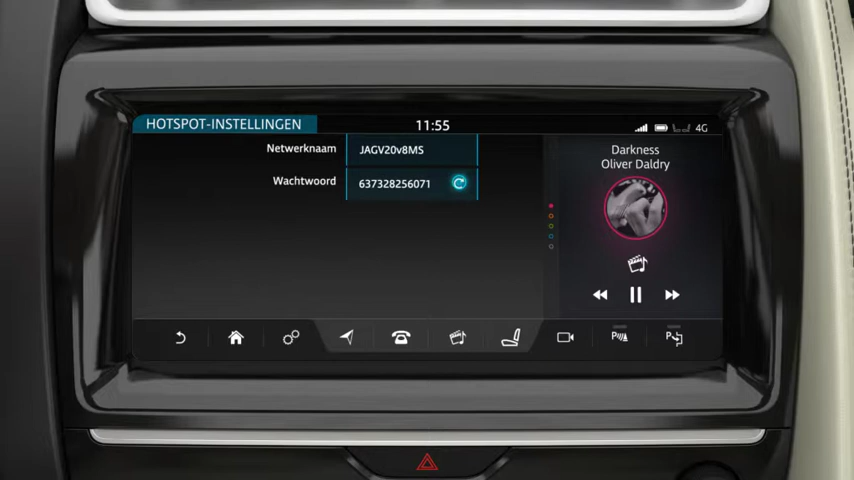 HOTSPOT-INSTELLINGEN
11:55
4G
Netwerknaam
JAGV20v8MS
Wachtwoord
637328256071
Darkness
Oliver Daldry